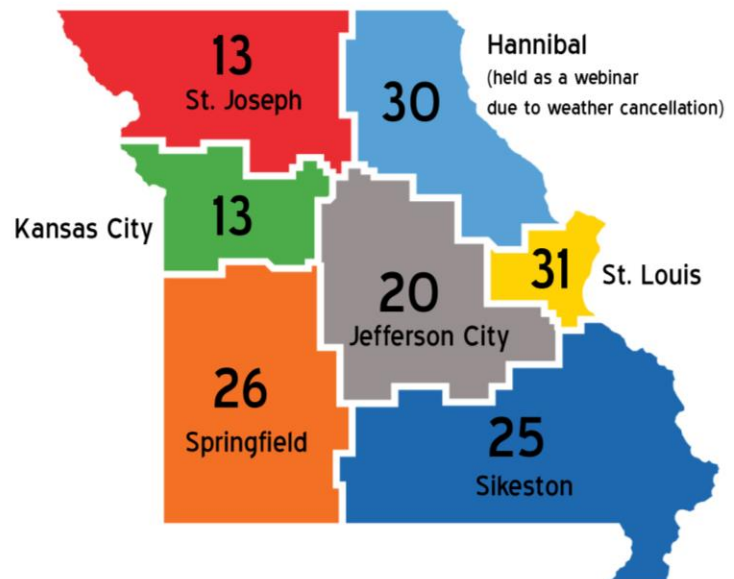 13
St. Joseph
30
Hannibal
(held as a webinar
due to weather cancellation)
Kansas City
13
31
St. Louis
20
Jefferson City
26
Springfield
25
Sikeston